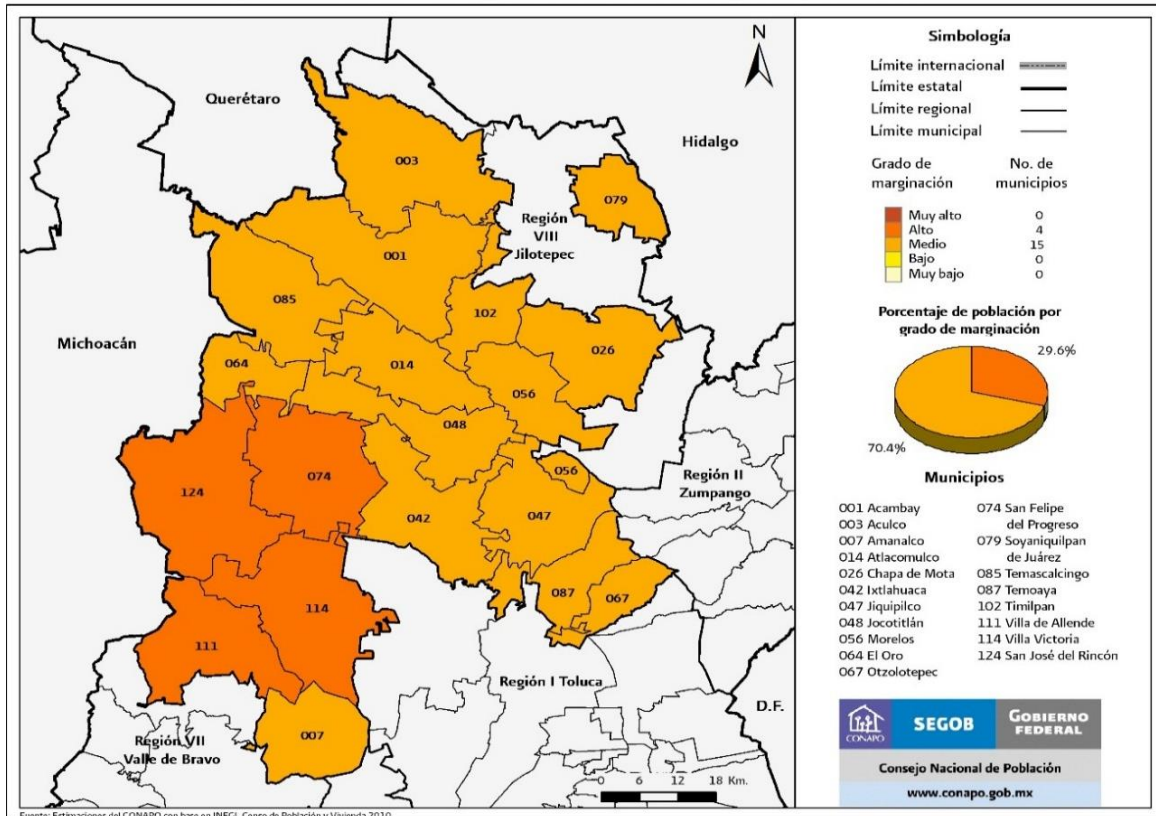 N
Querétaro
Hidalgo
003
079
Región
VIII
Jilotepec
001
085
102
Michoacán
026
064
014
056
048
056
Región II
Zumpango
124
074
042
047
087
067
114
111
Región I Toluca
D.F.
007
Región VII
Valle de Bravo
0 6 12 18 Km.
Simbología
Límite internacional
Límite estatal
Límite regional
Límite municipal
Grado de marginación
No. de municipios
Muy alto 0
Alto 4
Medio 15
Bajo 0
Muy bajo 0
Porcentaje de población por
grado de marginación
29.6%
70.4%
Municipios
001 Acambay
003 Aculco
007 Amanalco
014 Atlacomulco
026 Chapa de Mota
042 Ixtlahuaca
047 Jiquipilco
048 Jocotitlán
056 Morelos
064 El Oro
067 Otzolotepec
074 San Felipe
del Progreso
079 Soyaniquilpan
de Juárez
085 Temascalcingo
087 Temoaya
102 Timilpan
111 Villa de Allende
114 Villa Victoria
124 San José del Rincón
CONAPO
SEGOB
GOBIERNO
FEDERAL
Consejo Nacional de Población
www.conapo.gob.mx
Fuente: Estimaciones del CONAPO con base en INEGI, Censo de Población y Vivienda 2010.